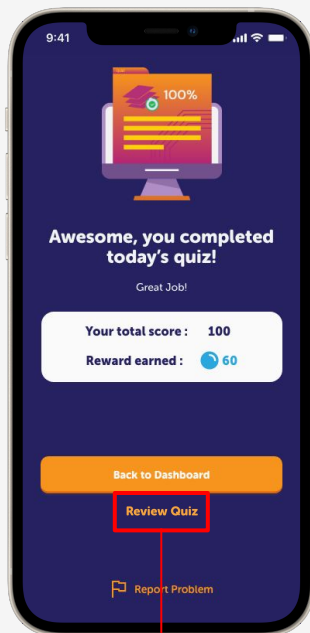 9:41
100%
Awesome, you completed
today's quiz!
Great Job!
Your total score : 100
Reward earned : 60
Back to Dashboard
Review Quiz
Report Problem